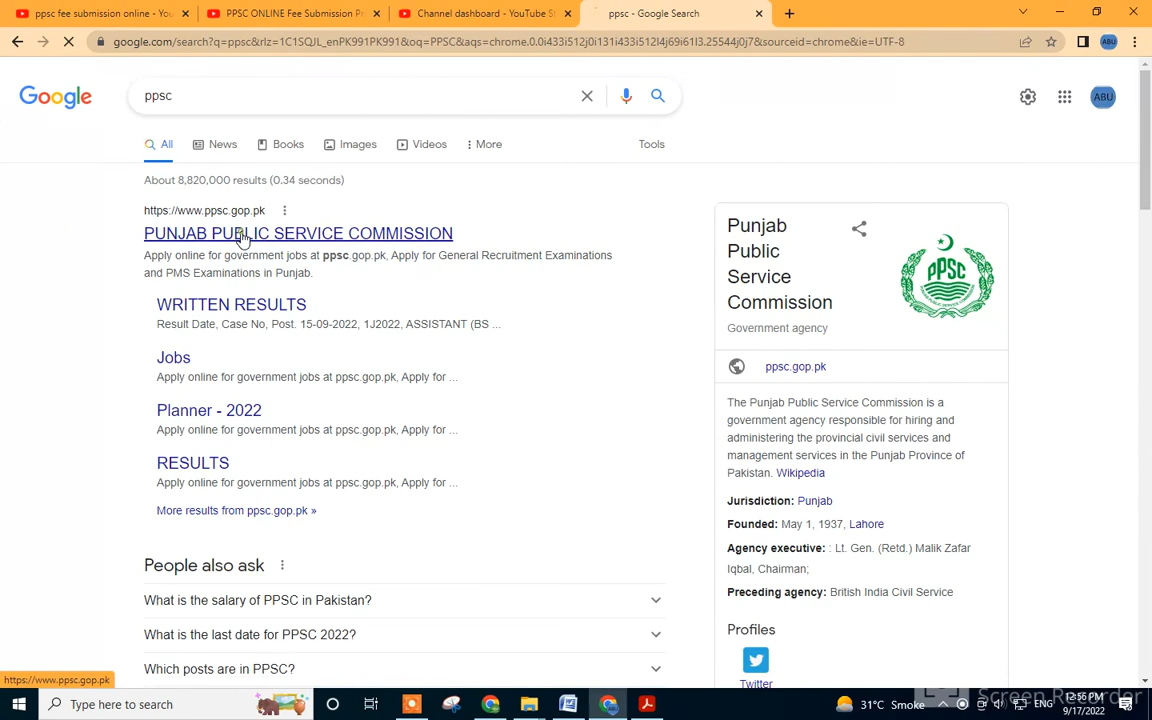 ppsc fee submission online - You
PPSC ONLINE Fee Submission P
Channel dashboard - YouTube S
ppsc - Google Search
google.com/search?q=ppsc&rlz=1C1SQJL_enPK991PK991&oq=PPSC&aqs=chrome.0.0i433i512j0i131i433i512l4j69i61l3.25544j0j7&sourceid=chrome&ie=UTF-8
ABU
Google
ppsc
ABU
All
News
Books
Images
Videos
More
Tools
About 8,820,000 results (0.34 seconds)
https://www.ppsc.gop.pk
PUNJAB PUBLIC SERVICE COMMISSION
Apply online for government jobs at ppsc.gop.pk, Apply for General Recruitment Examinations
and PMS Examinations in Punjab.
WRITTEN RESULTS
Result Date, Case No, Post. 15-09-2022, 1J2022, ASSISTANT (BS ...
Jobs
Apply online for government jobs at ppsc.gop.pk, Apply for ...
Planner - 2022
Apply online for government jobs at ppsc.gop.pk, Apply for ...
RESULTS
Apply online for government jobs at ppsc.gop.pk, Apply for ...
More results from ppsc.gop.pk »
People also ask
What is the salary of PPSC in Pakistan?
What is the last date for PPSC 2022?
Which posts are in PPSC?
Punjab
Public
Service
Commission
Government agency
PPSC
ppsc.gop.pk
The Punjab Public Service Commission is a
government agency responsible for hiring and
administering the provincial civil services and
management services in the Punjab Province of
Pakistan. Wikipedia
Jurisdiction: Punjab
Founded: May 1, 1937, Lahore
Agency executive: : Lt. Gen. (Retd.) Malik Zafar
Iqbal, Chairman;
Preceding agency: British India Civil Service
Profiles
Twitter
https://www.ppsc.gop.pk
Type here to search
31°C Smoke
ENG
12:56 PM
9/17/2022
Screen Recorder